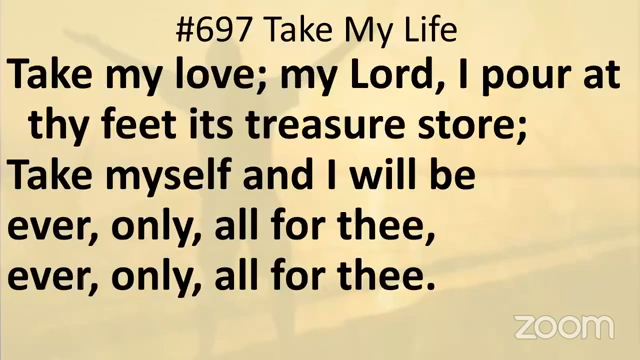 #697 Take My Life
Take my love; my Lord, I pour at
thy feet its treasure store;
Take myself and I will be
ever, only, all for thee,
ever, only, all for thee.
zoom